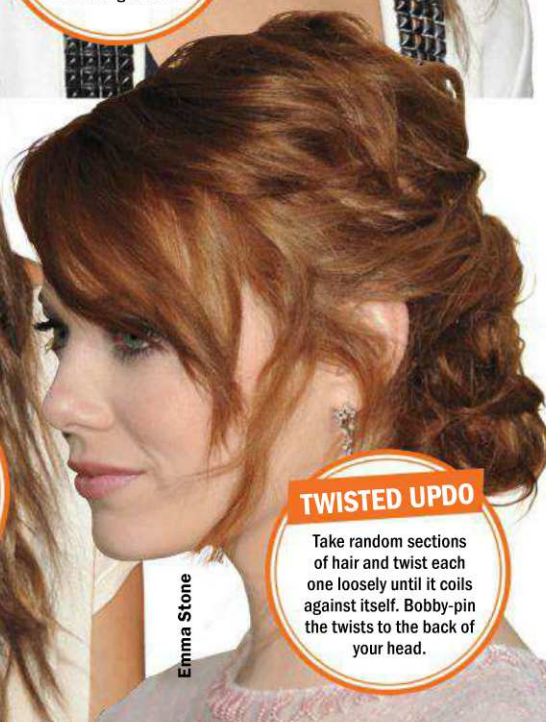 TWISTED UPDO
Take random sections
of hair and twist each
one loosely until it coils
against itself. Bobby-pin
the twists to the back of
your head.
Emma Stone